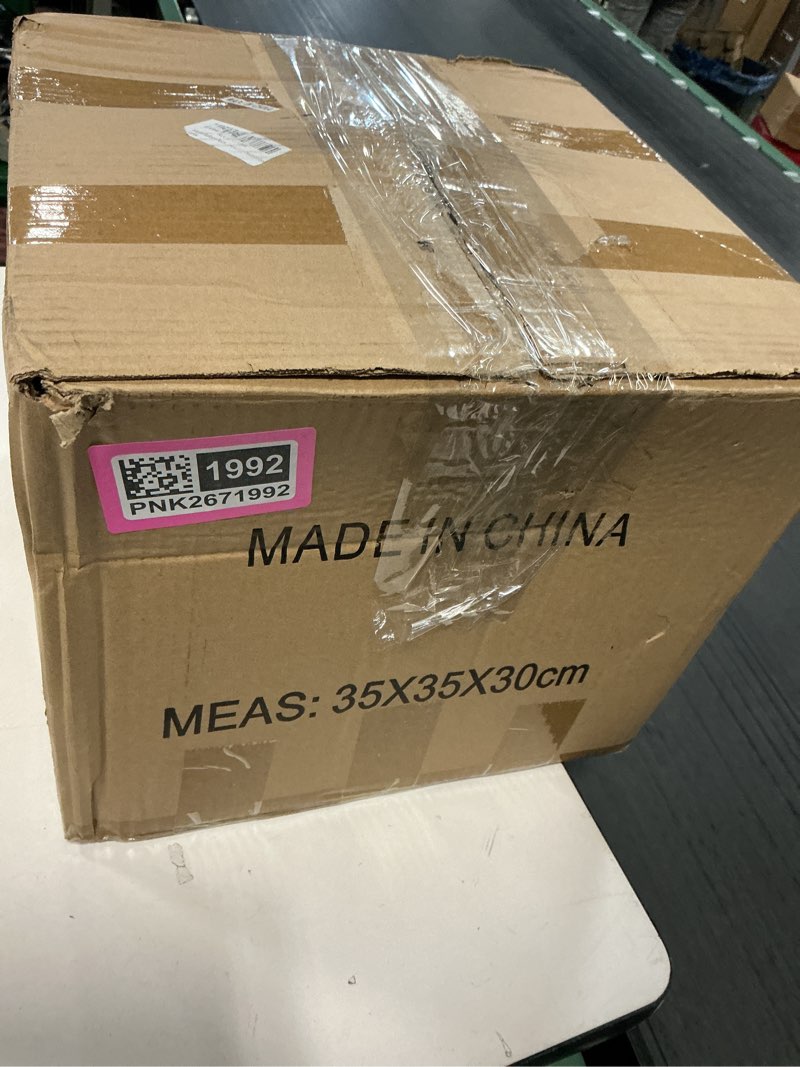 1992
PNK2671992
MADE IN CHINA
MEAS: 35X35X30cm